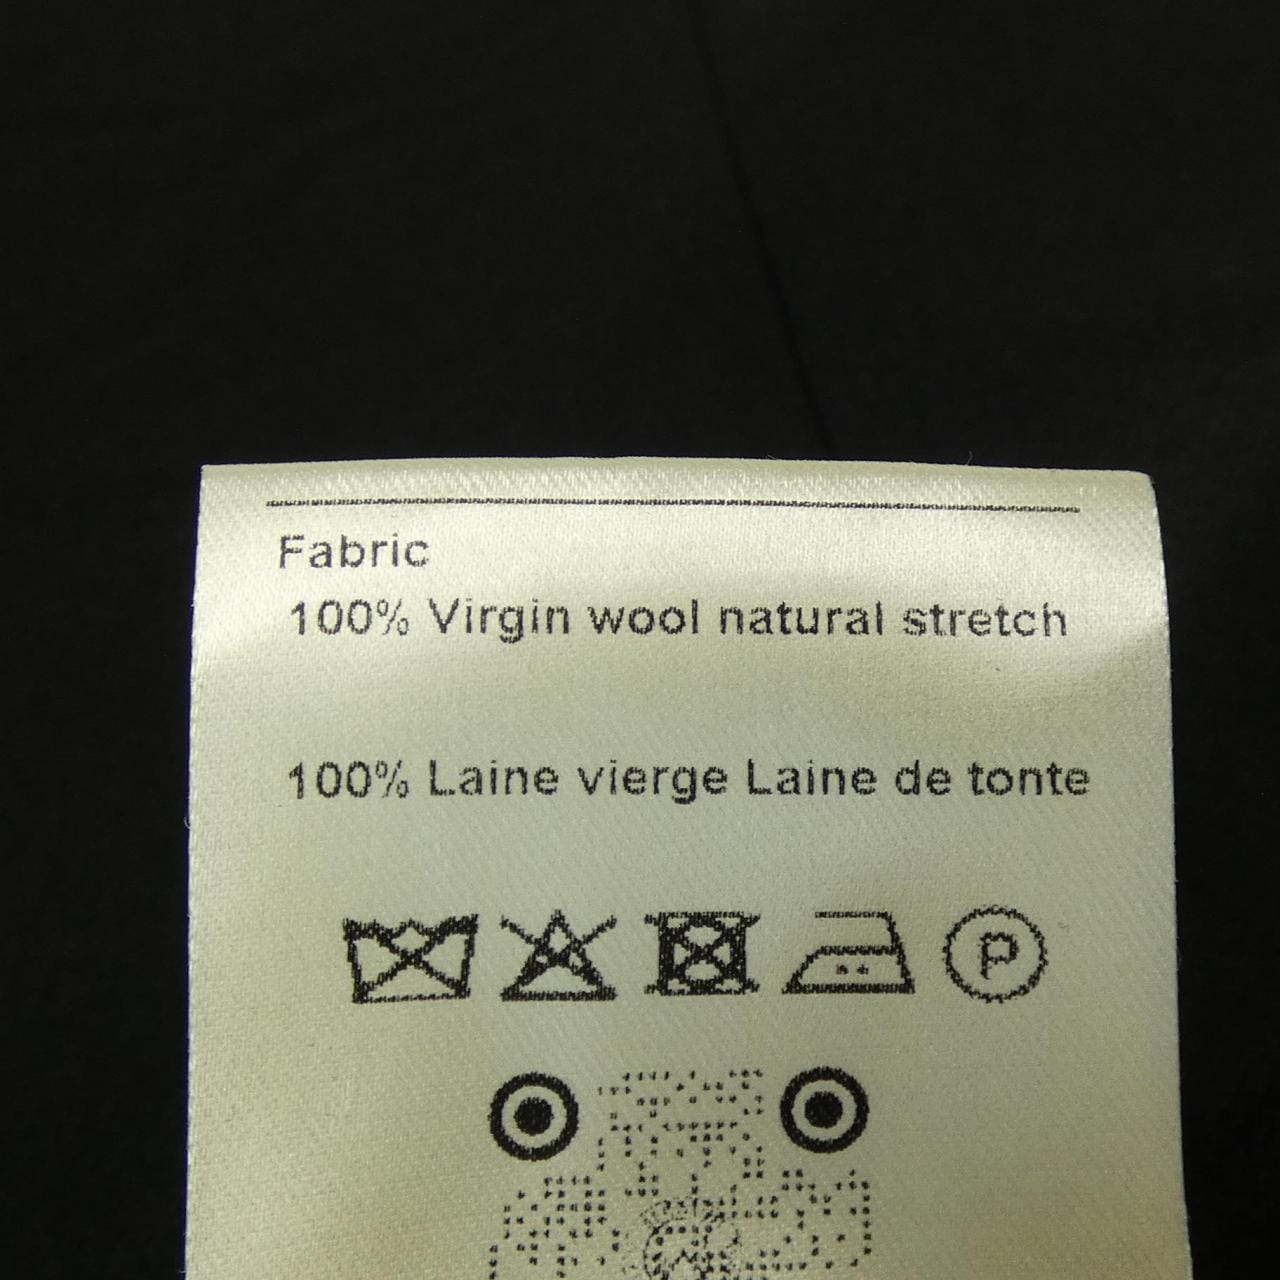 Fabric
100% Virgin wool natural stretch
100% Laine vierge Laine de tonte
P